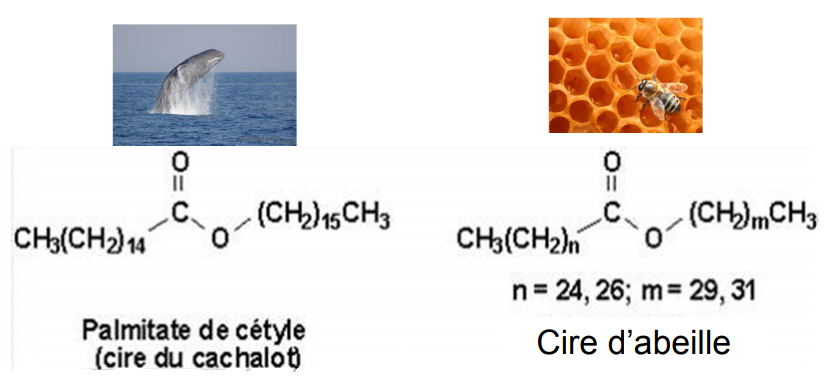 O
||
C
O
CH₃(CH₂)₁₄
(CH₂)₁₅CH₃
Palmitate de cétyle
(cire du cachalot)
O
||
C
O
CH₃(CH₂)n
(CH₂)mCH₃
n = 24, 26; m = 29, 31
Cire d'abeille